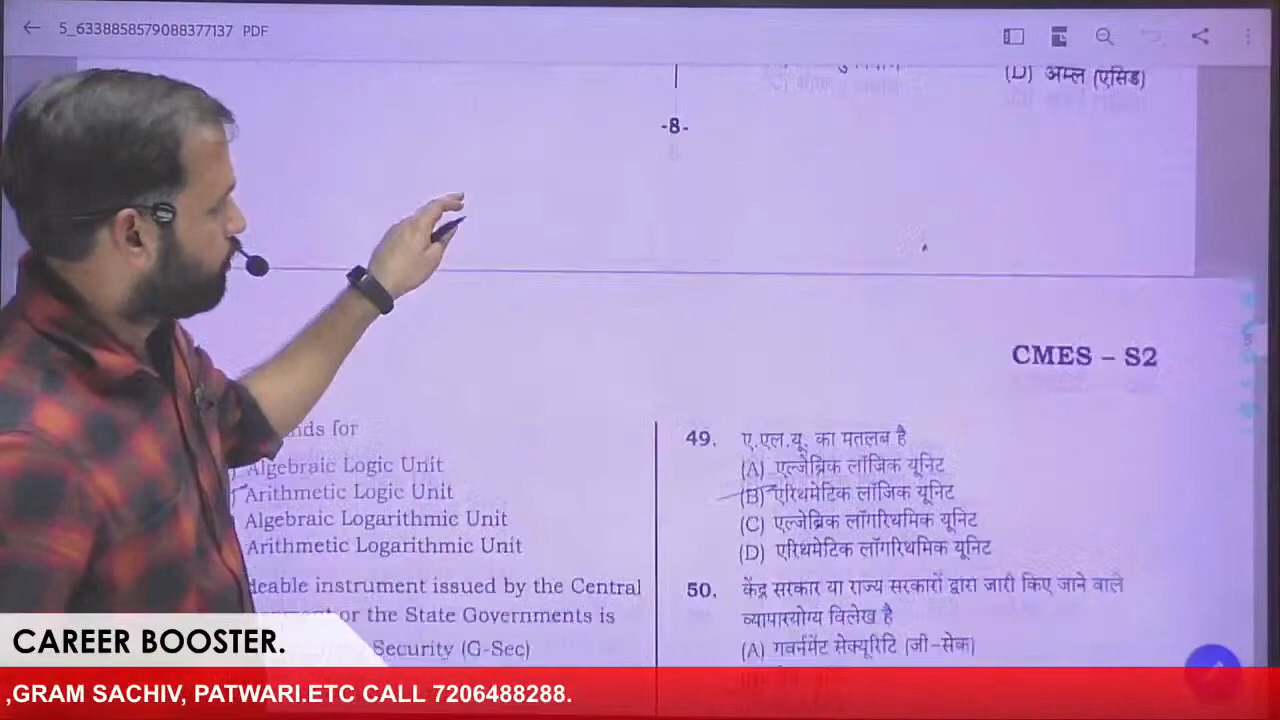 5_6338858579088377137 PDF
(D) अम्ल (एसिड)
-8-
CMES – S2
for
Algebraic Logic Unit
Arithmetic Logic Unit
Algebraic Logarithmic Unit
Arithmetic Logarithmic Unit
instrument issued by the Central
or the State Governments is
Security (G-Sec)
49. ए.एल.यू. का मतलब है
(A) एल्जेब्रिक लॉजिक यूनिट
(B) एरिथमेटिक लॉजिक यूनिट
(C) एल्जेब्रिक लॉगरिथमिक यूनिट
(D) एरिथमेटिक लॉगरिथमिक यूनिट
50. केंद्र सरकार या राज्य सरकारों द्वारा जारी किए जाने वाले
व्यापारयोग्य विलेख है
(A) गवर्नमेंट सेक्यूरिटि (जी-सेक)
CAREER BOOSTER.
,GRAM SACHIV, PATWARI.ETC CALL 7206488288.